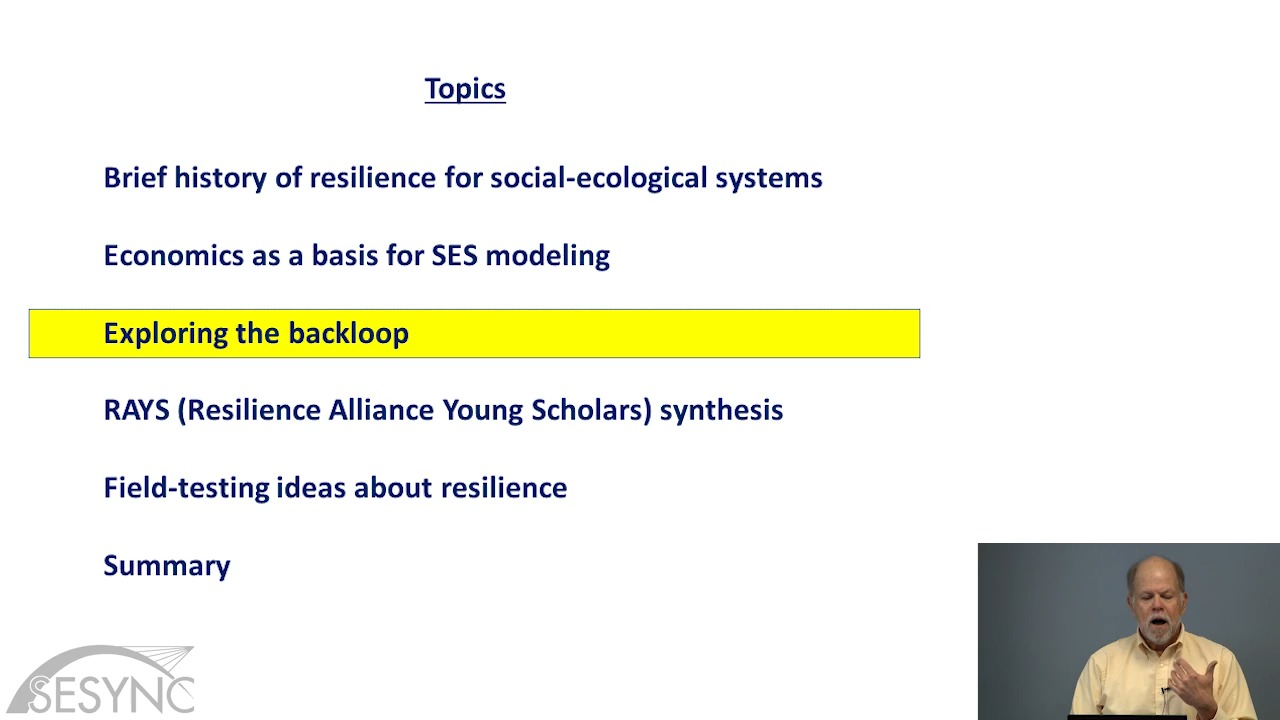 Topics
Brief history of resilience for social-ecological systems
Economics as a basis for SES modeling
Exploring the backloop
RAYS (Resilience Alliance Young Scholars) synthesis
Field-testing ideas about resilience
Summary
SESYNC